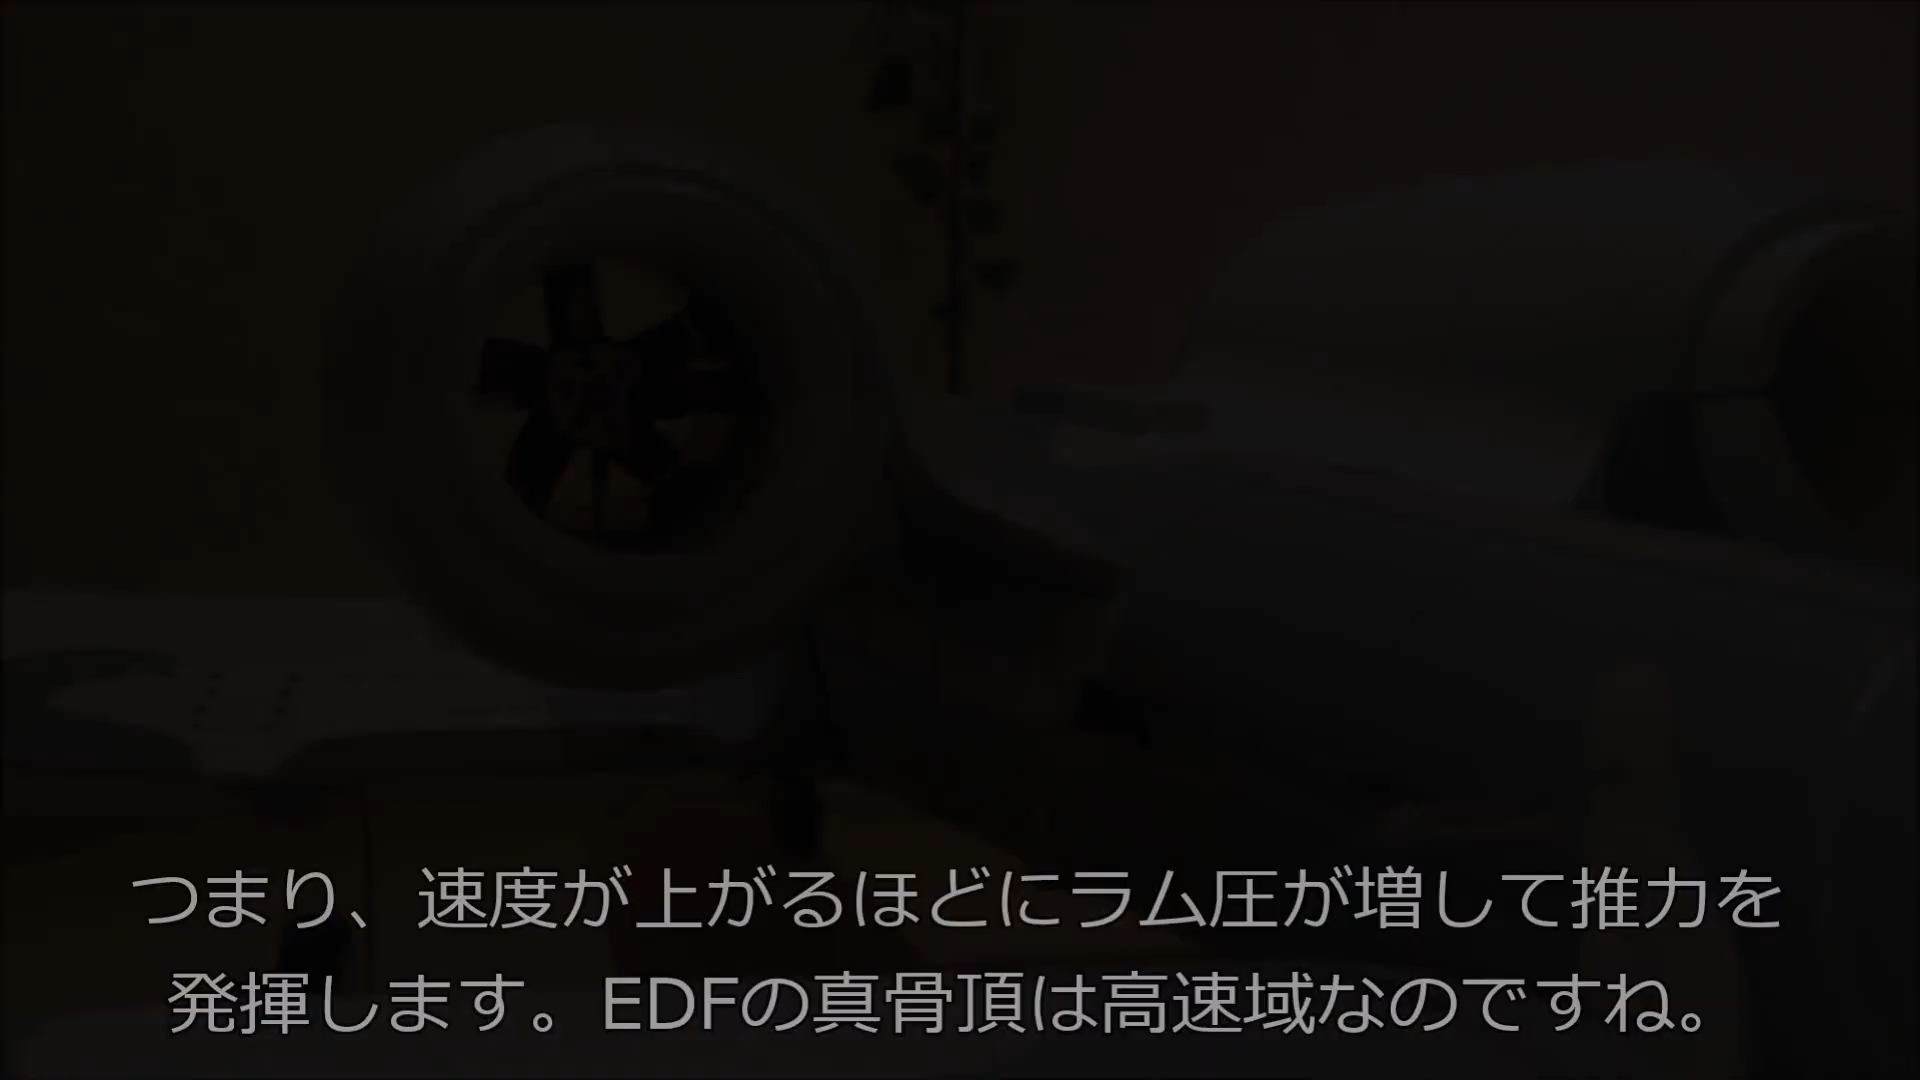 つまり、速度が上がるほどにラム圧が増して推力を
発揮します。EDFの真骨頂は高速域なのですね。